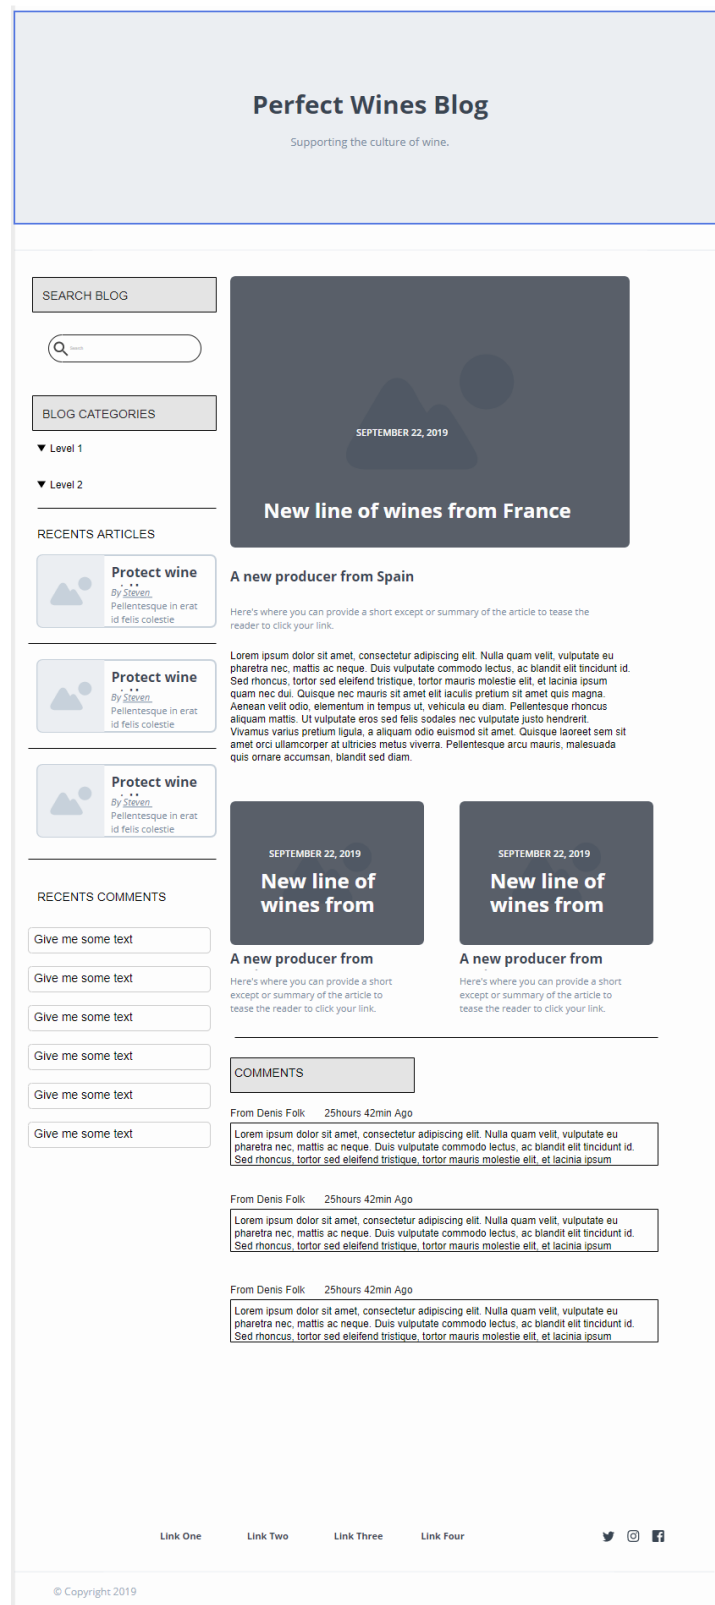 Perfect Wines Blog
Supporting the culture of wine.
SEARCH BLOG
Search
BLOG CATEGORIES
Level 1
Level 2
RECENTS ARTICLES
Protect wine
By Steven
Pellentesque in erat
id felis colestie
Protect wine
By Steven
Pellentesque in erat
id felis colestie
Protect wine
By Steven
Pellentesque in erat
id felis colestie
RECENTS COMMENTS
Give me some text
Give me some text
Give me some text
Give me some text
Give me some text
Give me some text
SEPTEMBER 22, 2019
New line of wines from France
A new producer from Spain
Here's where you can provide a short except or summary of the article to tease the
reader to click your link.
Lorem ipsum dolor sit amet, consectetur adipiscing elit. Nulla quam velit, vulputate eu
pharetra nec, mattis ac neque. Duis vulputate commodo lectus, ac blandit elit tincidunt id.
Sed rhoncus, tortor sed eleifend tristique, tortor mauris molestie elit, et lacinia ipsum
quam nec dui. Quisque nec mauris sit amet elit iaculis pretium sit amet quis magna.
Aenean velit odio, elementum in tempus ut, vehicula eu diam. Pellentesque rhoncus
aliquam mattis. Ut vulputate eros sed felis sodales nec vulputate justo hendrerit.
Vivamus varius pretium ligula, a aliquam odio euismod sit amet. Quisque laoreet sem sit
amet orci ullamcorper at ultricies metus viverra. Pellentesque arcu mauris, malesuada
quis ornare accumsan, blandit sed diam.
SEPTEMBER 22, 2019
New line of
wines from
A new producer from
Here's where you can provide a short
except or summary of the article to
tease the reader to click your link.
SEPTEMBER 22, 2019
New line of
wines from
A new producer from
Here's where you can provide a short
except or summary of the article to
tease the reader to click your link.
COMMENTS
From Denis Folk 25hours 42min Ago
Lorem ipsum dolor sit amet, consectetur adipiscing elit. Nulla quam velit, vulputate eu
pharetra nec, mattis ac neque. Duis vulputate commodo lectus, ac blandit elit tincidunt id.
Sed rhoncus, tortor sed eleifend tristique, tortor mauris molestie elit, et lacinia ipsum
From Denis Folk 25hours 42min Ago
Lorem ipsum dolor sit amet, consectetur adipiscing elit. Nulla quam velit, vulputate eu
pharetra nec, mattis ac neque. Duis vulputate commodo lectus, ac blandit elit tincidunt id.
Sed rhoncus, tortor sed eleifend tristique, tortor mauris molestie elit, et lacinia ipsum
From Denis Folk 25hours 42min Ago
Lorem ipsum dolor sit amet, consectetur adipiscing elit. Nulla quam velit, vulputate eu
pharetra nec, mattis ac neque. Duis vulputate commodo lectus, ac blandit elit tincidunt id.
Sed rhoncus, tortor sed eleifend tristique, tortor mauris molestie elit, et lacinia ipsum
Link One Link Two Link Three Link Four
© Copyright 2019